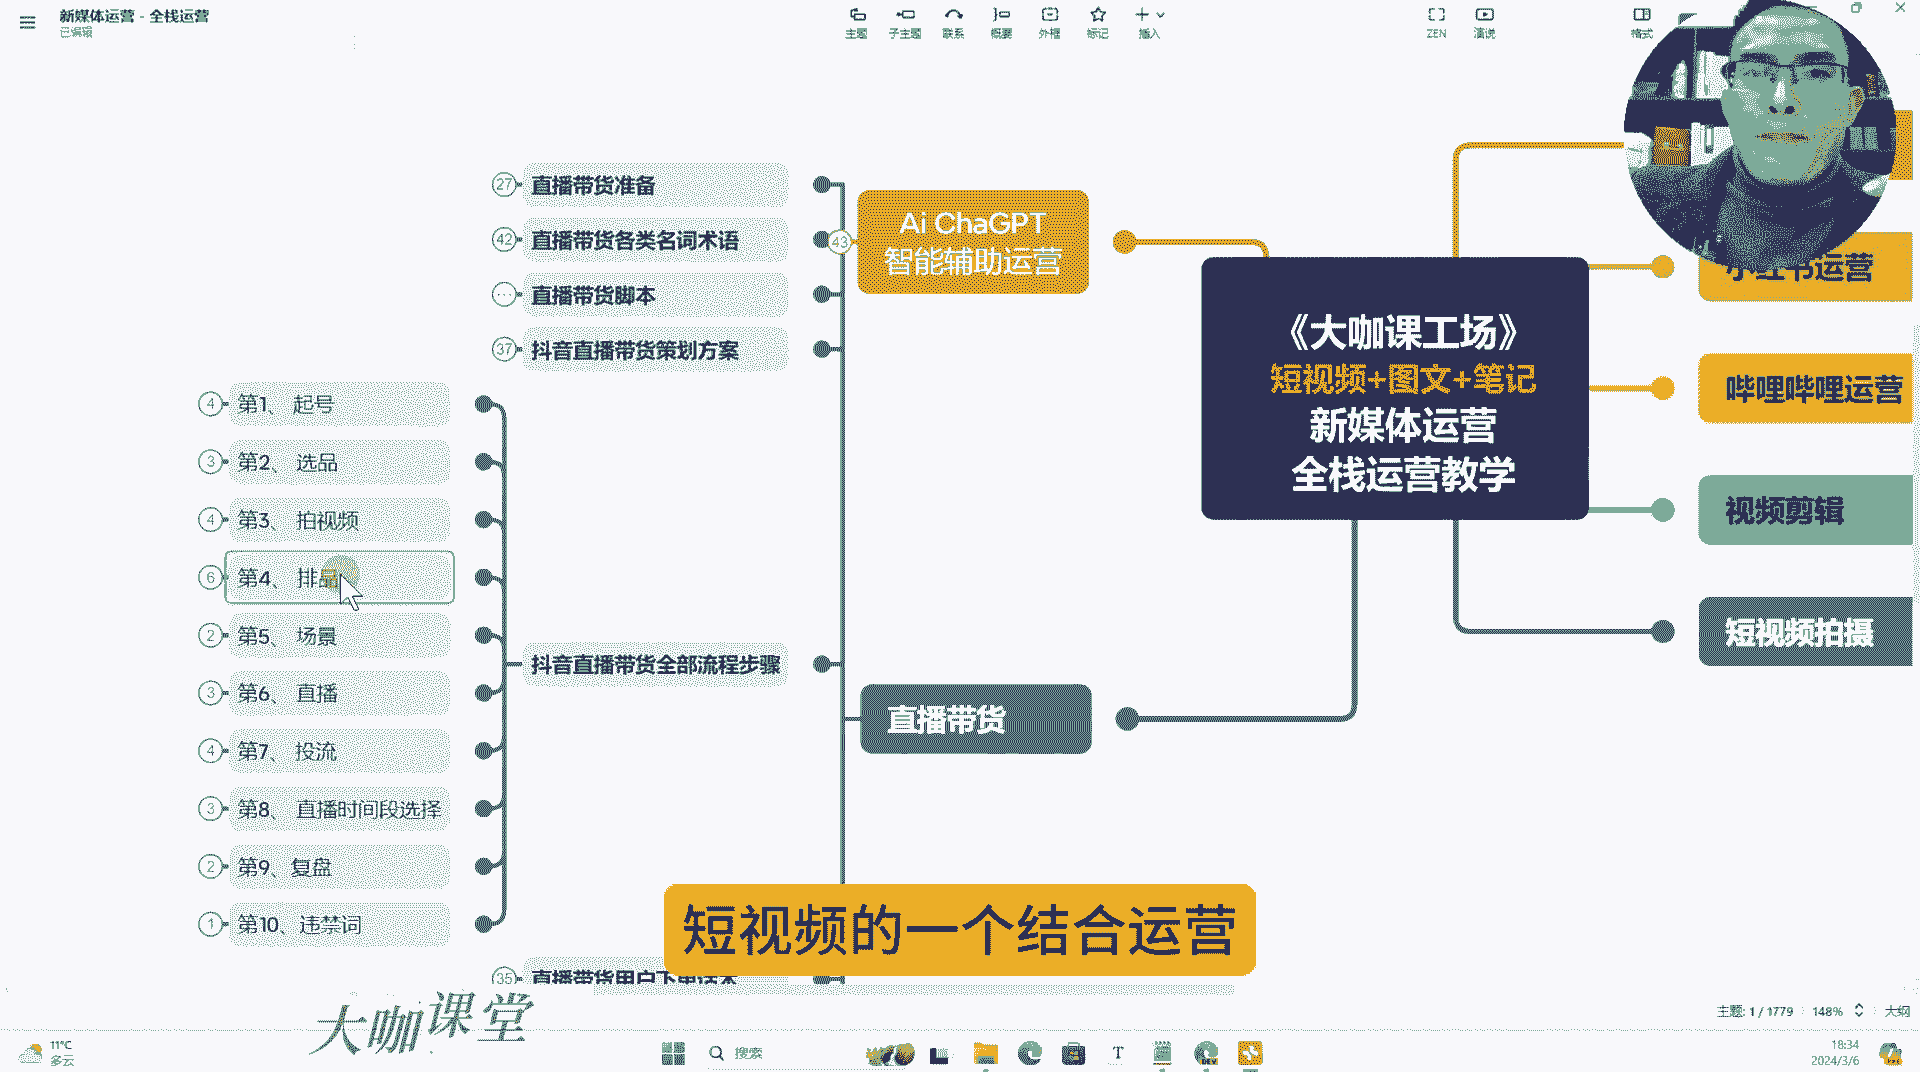 新媒体运营 - 全栈运营
已编辑
主题
子主题
联系
概要
外框
标记
插入
ZEN
演说
格式
27
直播带货准备
42
直播带货各类名词术语
直播带货脚本
37
抖音直播带货策划方案
43
Ai ChaGPT
智能辅助运营
《大咖课工场》
短视频+图文+笔记
新媒体运营
全栈运营教学
小红书运营
哔哩哔哩运营
视频剪辑
短视频拍摄
4
第1、 起号
3
第2、 选品
4
第3、 拍视频
6
第4、 排品
2
第5、 场景
3
第6、 直播
4
第7、 投流
3
第8、 直播时间段选择
2
第9、复盘
1
第10、违禁词
抖音直播带货全部流程步骤
直播带货
35
直播带货用户下单话术
短视频的一个结合运营
大咖课堂
主题: 1 / 1779
148%
大纲
11°C
多云
搜索
18:34
2024/3/6